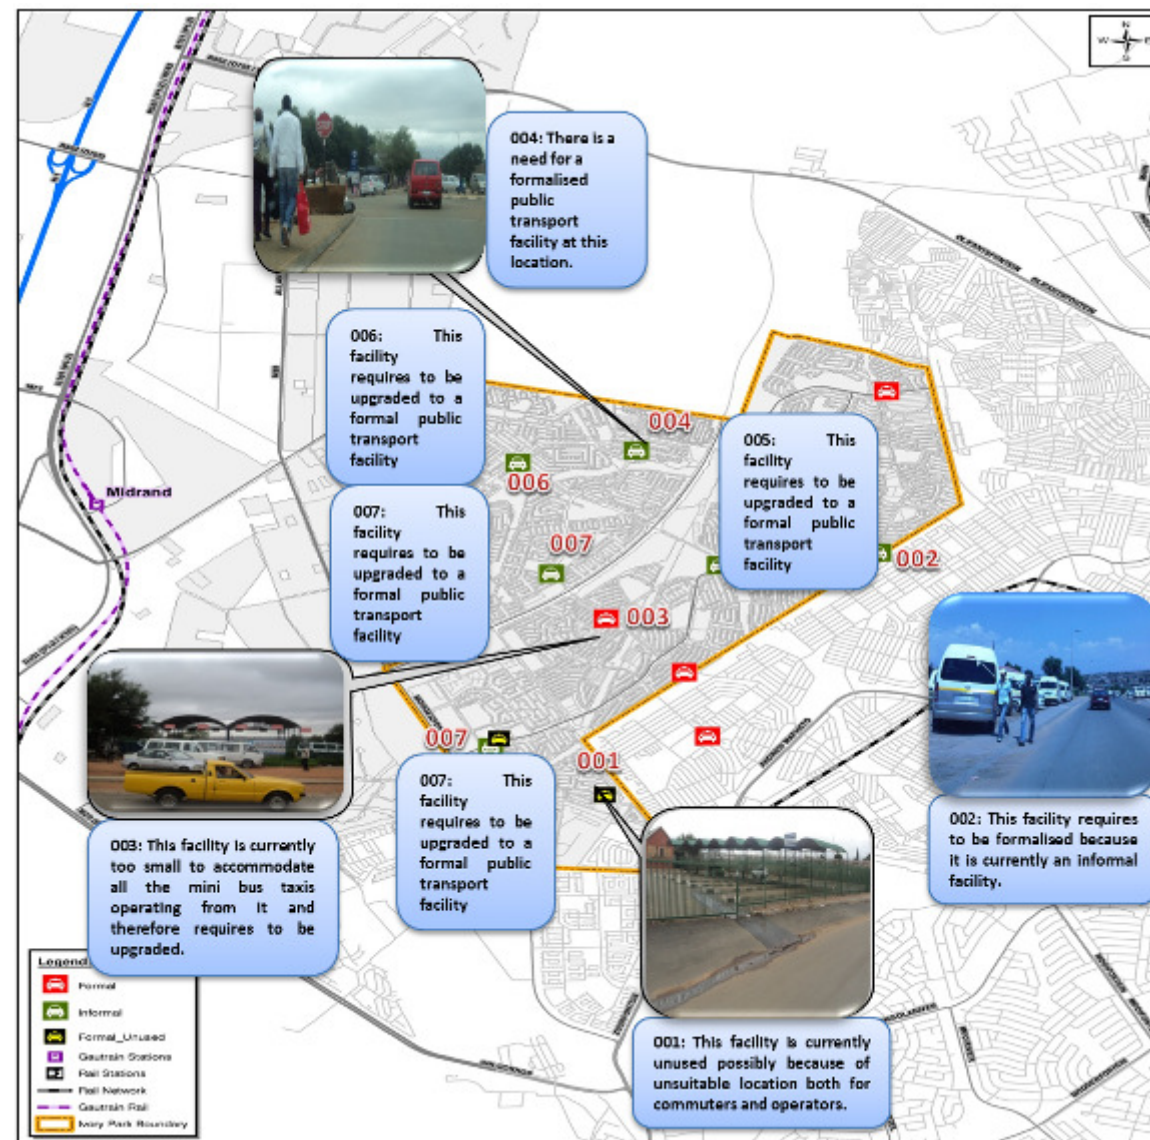 N
W
E
S
004: There is a
need for a
formalised
public
transport
facility at this
location.
006: This
facility
requires to be
upgraded to a
formal public
transport
facility
004
005: This
facility
requires to be
upgraded to a
formal public
transport
facility
006
Midrand
007: This
facility
requires to be
upgraded to a
formal public
transport
facility
007
002
003
007
001
007: This
facility
requires to be
upgraded to a
formal public
transport
facility
002: This facility requires
to be formalised because
it is currently an informal
facility.
003: This facility is currently
too small to accommodate
all the mini bus taxis
operating from it and
therefore requires to be
upgraded.
001: This facility is currently
unused possibly because of
unsuitable location both for
commuters and operators.
Legend
Formal
Informal
Formal_Unused
Gautrain Stations
Rail Stations
Rail Network
Gautrain Rail
Ivory Park Boundary